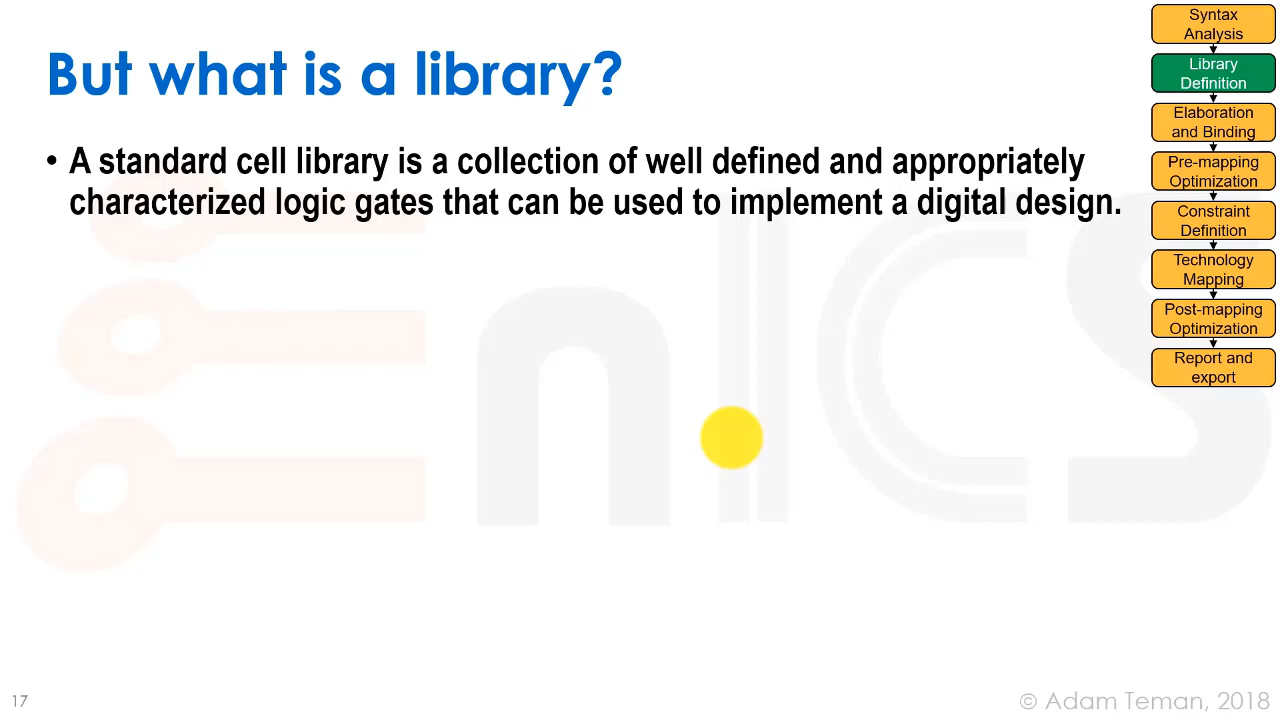 But what is a library?
• A standard cell library is a collection of well defined and appropriately
characterized logic gates that can be used to implement a digital design.
Syntax
Analysis
Library
Definition
Elaboration
and Binding
Pre-mapping
Optimization
Constraint
Definition
Technology
Mapping
Post-mapping
Optimization
Report and
export
EnICS
17
© Adam Teman, 2018